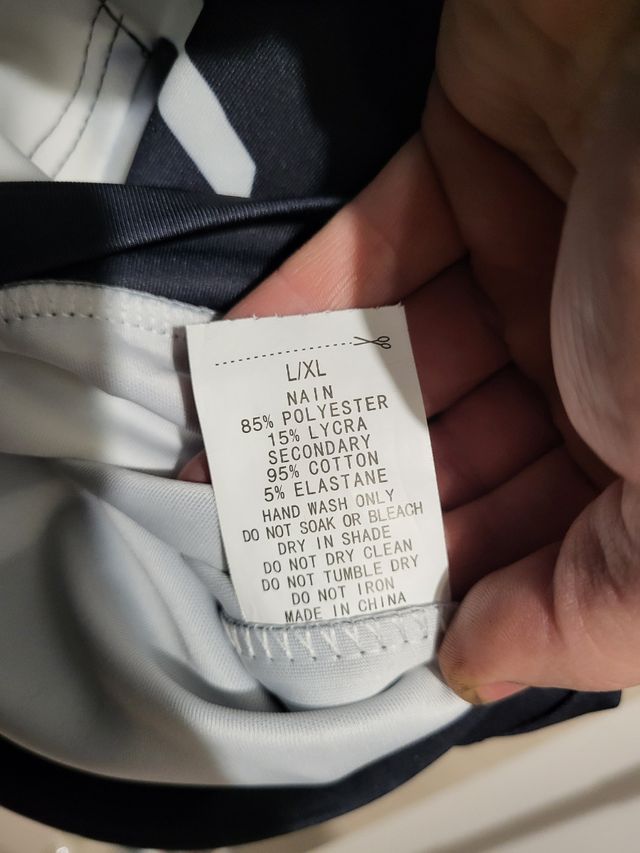 L/XL
NAIN
85% POLYESTER
15% LYCRA
SECONDARY
95% COTTON
5% ELASTANE
HAND WASH ONLY
DO NOT SOAK OR BLEACH
DRY IN SHADE
DO NOT DRY CLEAN
DO NOT TUMBLE DRY
DO NOT IRON
MADE IN CHINA